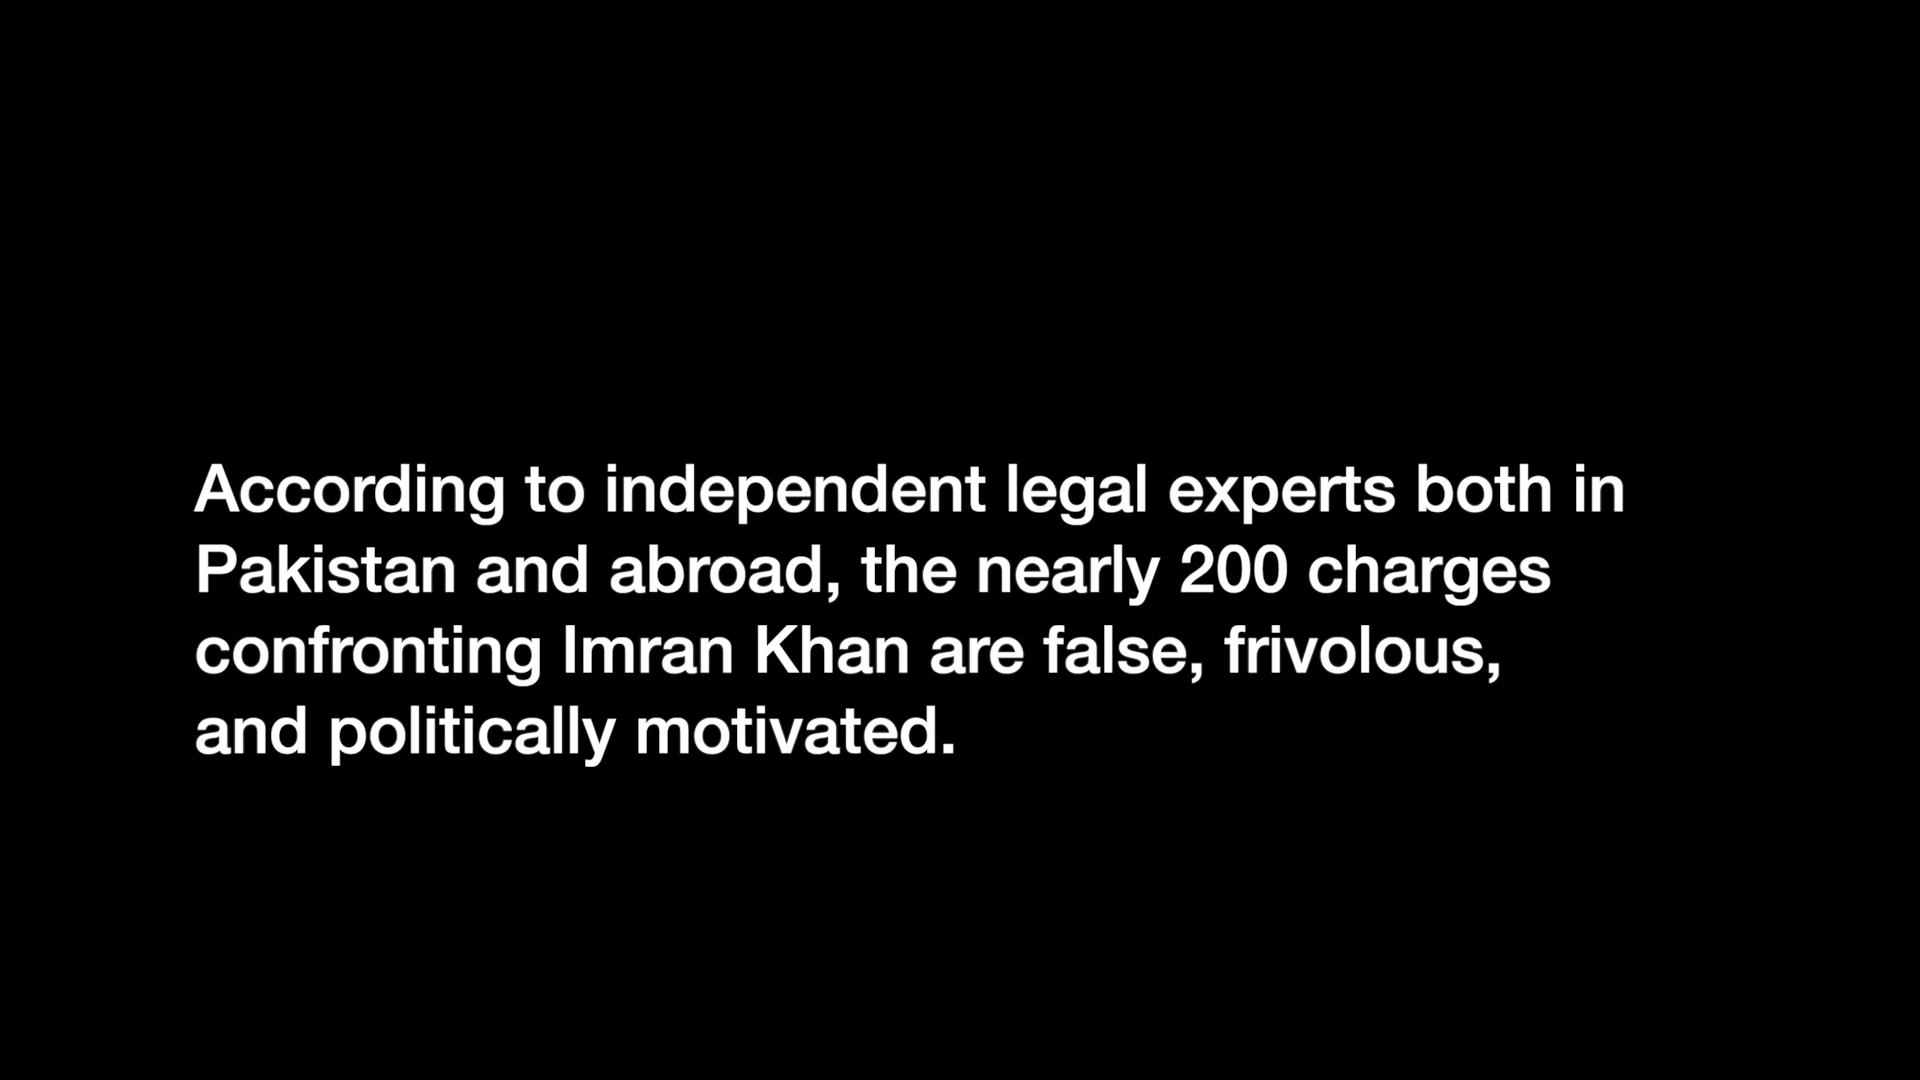 According to independent legal experts both in
Pakistan and abroad, the nearly 200 charges
confronting Imran Khan are false, frivolous,
and politically motivated.